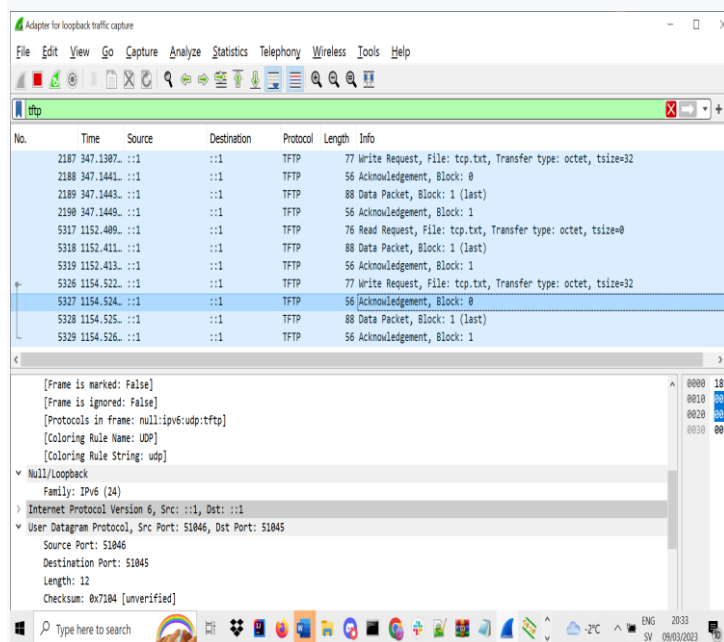 Adapter for loopback traffic capture
File Edit View Go Capture Analyze Statistics Telephony Wireless Tools Help
tftp
No. Time Source Destination Protocol Length Info
2187 347.1307… ::1 ::1 TFTP 77 Write Request, File: tcp.txt, Transfer type: octet, tsize=32
2188 347.1441… ::1 ::1 TFTP 56 Acknowledgement, Block: 0
2189 347.1443… ::1 ::1 TFTP 88 Data Packet, Block: 1 (last)
2190 347.1449… ::1 ::1 TFTP 56 Acknowledgement, Block: 1
5317 1152.409… ::1 ::1 TFTP 76 Read Request, File: tcp.txt, Transfer type: octet, tsize=0
5318 1152.411… ::1 ::1 TFTP 88 Data Packet, Block: 1 (last)
5319 1152.413… ::1 ::1 TFTP 56 Acknowledgement, Block: 1
5326 1154.522… ::1 ::1 TFTP 77 Write Request, File: tcp.txt, Transfer type: octet, tsize=32
5327 1154.524… ::1 ::1 TFTP 56 Acknowledgement, Block: 0
5328 1154.525… ::1 ::1 TFTP 88 Data Packet, Block: 1 (last)
5329 1154.526… ::1 ::1 TFTP 56 Acknowledgement, Block: 1
[Frame is marked: False] 0000 18
[Frame is ignored: False] 0010 00
[Protocols in frame: null:ipv6:udp:tftp] 0020 00
[Coloring Rule Name: UDP] 0030 00
[Coloring Rule String: udp]
Null/Loopback
Family: IPv6 (24)
Internet Protocol Version 6, Src: ::1, Dst: ::1
User Datagram Protocol, Src Port: 51046, Dst Port: 51045
Source Port: 51046
Destination Port: 51045
Length: 12
Checksum: 0x7104 [unverified]
Type here to search -2°C ENG 20:33
SV 09/03/2023